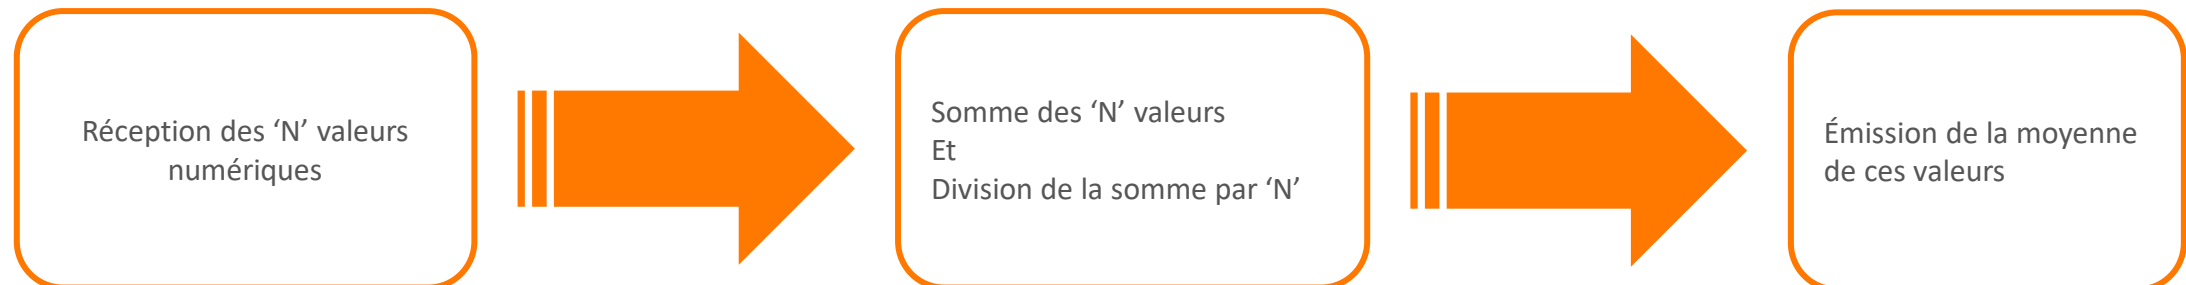 Réception des ‘N’ valeurs
numériques
Somme des ‘N’ valeurs
Et
Division de la somme par ‘N’
Émission de la moyenne
de ces valeurs